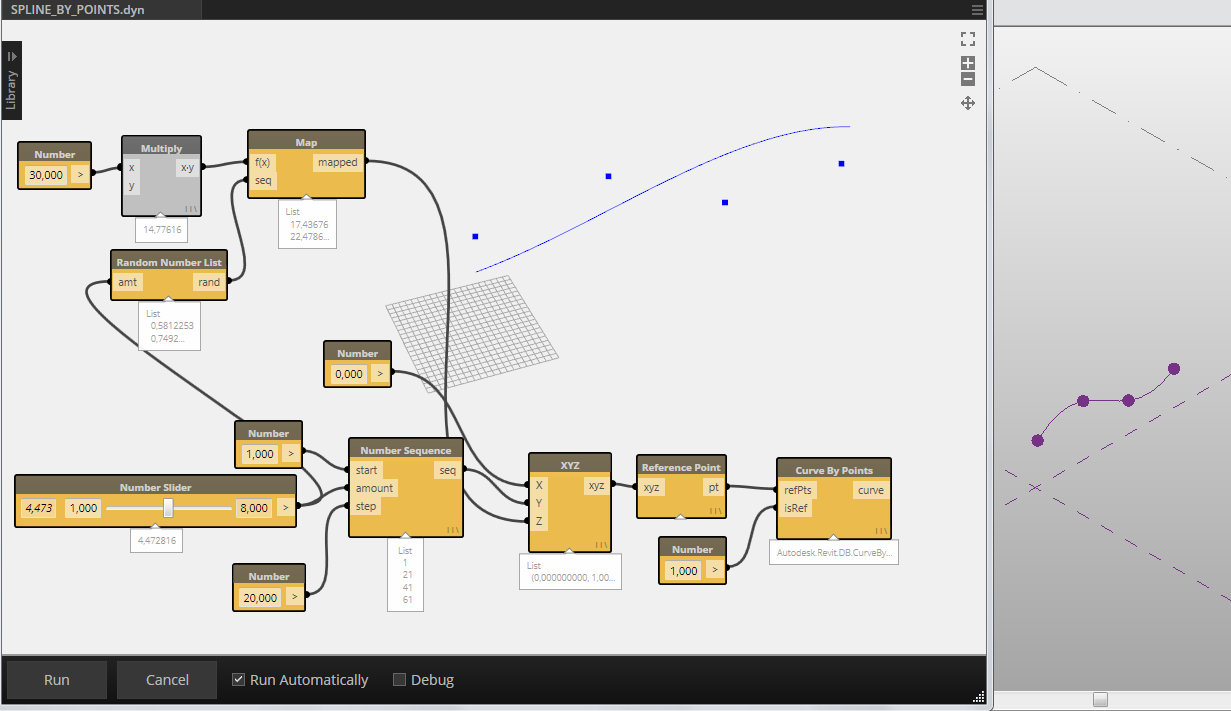 SPLINE_BY_POINTS.dyn
Library
Number
30,000 >
Multiply
x x·y
y
14,77616
Map
f(x) mapped
seq
List
17,43676
22,4786...
Random Number List
amt rand
List
0,5812253
0,7492...
Number
0,000 >
Number
1,000 >
Number Slider
4,473 1,000 8,000 >
4,472816
Number
20,000 >
Number Sequence
start seq
amount
step
List
1
21
41
61
XYZ
X xyz
Y
Z
List
(0,000000000, 1,00...
Reference Point
xyz pt
Number
1,000 >
Curve By Points
refPts curve
isRef
Autodesk.Revit.DB.CurveBy...
Run Cancel Run Automatically Debug